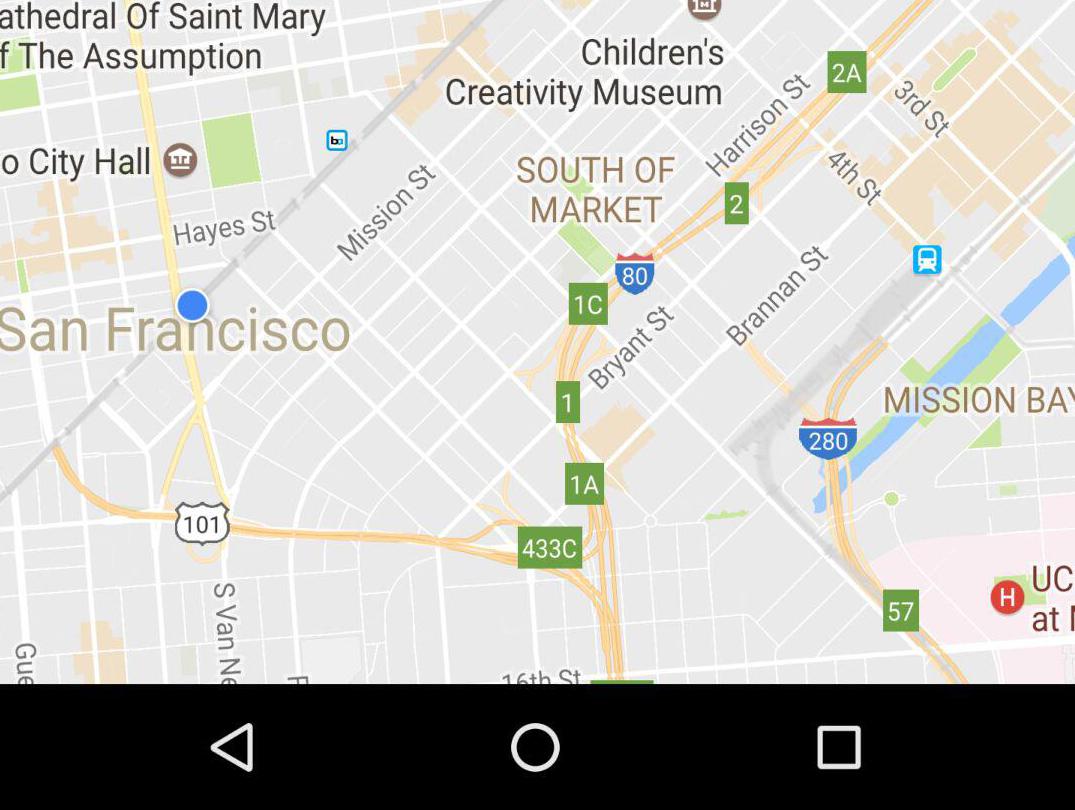 athedral Of Saint Mary
f The Assumption
Children's
Creativity Museum
2A
3rd St
Harrison St
4th St
o City Hall
ba
SOUTH OF
MARKET
2
Mission St
Hayes St
80
1C
Brannan St
San Francisco
Bryant St
1
MISSION BAY
280
1A
101
433C
UC
H
at M
57
S Van Ne
Gue
F
16th St